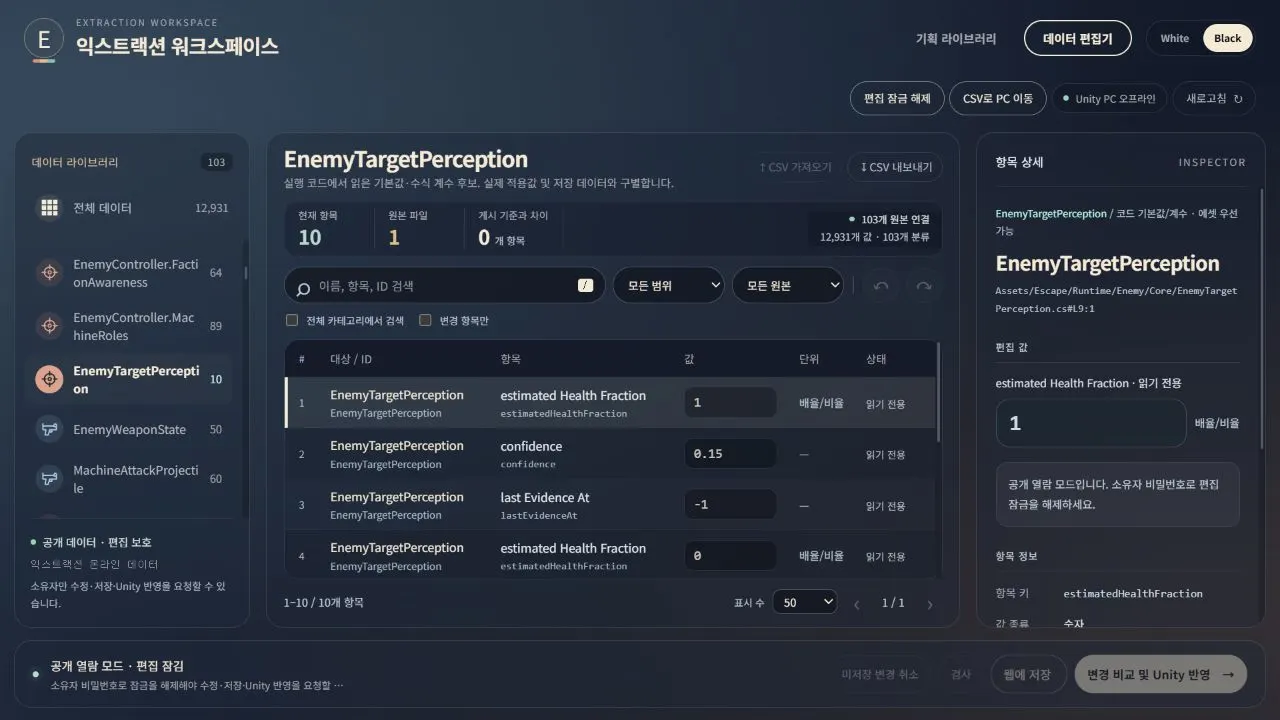 E
EXTRACTION WORKSPACE
익스트랙션 워크스페이스
기획 라이브러리
데이터 편집기
White
Black
편집 잠금 해제
CSV로 PC 이동
Unity PC 오프라인
새로고침 ↻
데이터 라이브러리
103
전체 데이터
12,931
EnemyController.Facti
onAwareness
64
EnemyController.Mac
hineRoles
89
EnemyTargetPercepti
on
10
EnemyWeaponState
50
MachineAttackProjecti
le
60
공개 데이터 · 편집 보호
익스트랙션 온라인 데이터
소유자만 수정·저장·Unity 반영을 요청할 수 있
습니다.
EnemyTargetPerception
실행 코드에서 읽은 기본값·수식 계수 후보. 실제 적용값 및 저장 데이터와 구별합니다.
↑ CSV 가져오기
↧ CSV 내보내기
현재 항목
10
원본 파일
1
게시 기준과 차이
0 개 항목
103개 원본 연결
12,931개 값 · 103개 분류
이름, 항목, ID 검색
/
모든 범위
모든 원본
전체 카테고리에서 검색
변경 항목만
# 대상 / ID 항목 값 단위 상태
1 EnemyTargetPerception estimated Health Fraction 1 배율/비율 읽기 전용
EnemyTargetPerception estimatedHealthFraction
2 EnemyTargetPerception confidence 0.15 — 읽기 전용
EnemyTargetPerception confidence
3 EnemyTargetPerception last Evidence At -1 — 읽기 전용
EnemyTargetPerception lastEvidenceAt
4 EnemyTargetPerception estimated Health Fraction 0 배율/비율 읽기 전용
EnemyTargetPerception estimatedHealthFraction
1–10 / 10개 항목
표시 수
50
‹ 1 / 1 ›
항목 상세
INSPECTOR
EnemyTargetPerception / 코드 기본값/계수 · 에셋 우선
가능
EnemyTargetPerception
Assets/Escape/Runtime/Enemy/Core/EnemyTarget
Perception.cs#L9:1
편집 값
estimated Health Fraction · 읽기 전용
1
배율/비율
공개 열람 모드입니다. 소유자 비밀번호로 편집
잠금을 해제하세요.
항목 정보
항목 키 estimatedHealthFraction
값 종류 숫자
공개 열람 모드 · 편집 잠김
소유자 비밀번호로 잠금을 해제해야 수정·저장·Unity 반영을 요청할 …
미저장 변경 취소
검사
웹에 저장
변경 비교 및 Unity 반영 →